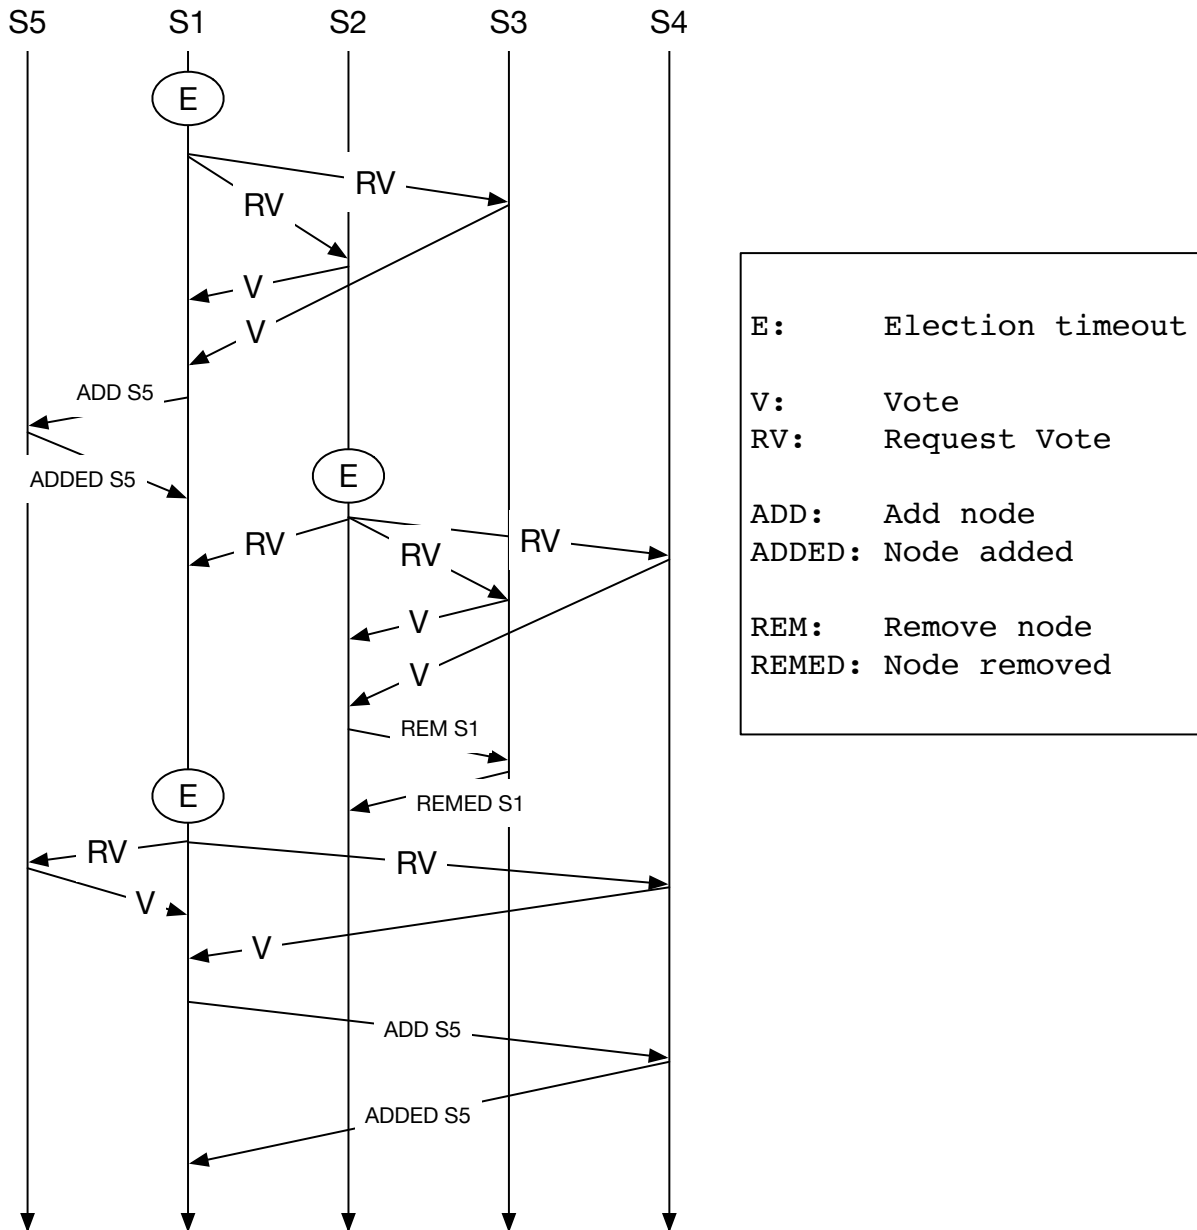 S5 S1 S2 S3 S4
E
RV
RV
V
V
ADD S5
ADDED S5
E
RV
RV
RV
V
V
REM S1
REMED S1
E
RV
RV
V
V
ADD S5
ADDED S5
E: Election timeout
V: Vote
RV: Request Vote
ADD: Add node
ADDED: Node added
REM: Remove node
REMED: Node removed